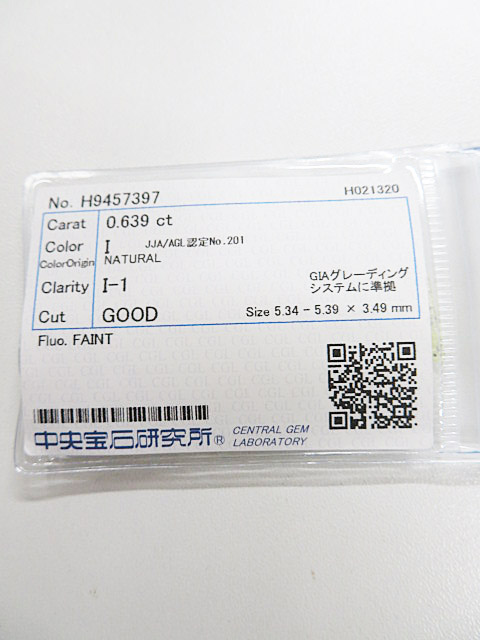 No. H9457397 H021320
Carat 0.639 ct
Color I JJA/AGL認定No.201
ColorOrigin NATURAL
Clarity I-1 GIAグレーディング
システムに準拠
Cut GOOD Size 5.34 - 5.39 × 3.49 mm
Fluo. FAINT
中央宝石研究所® CENTRAL GEM
LABORATORY